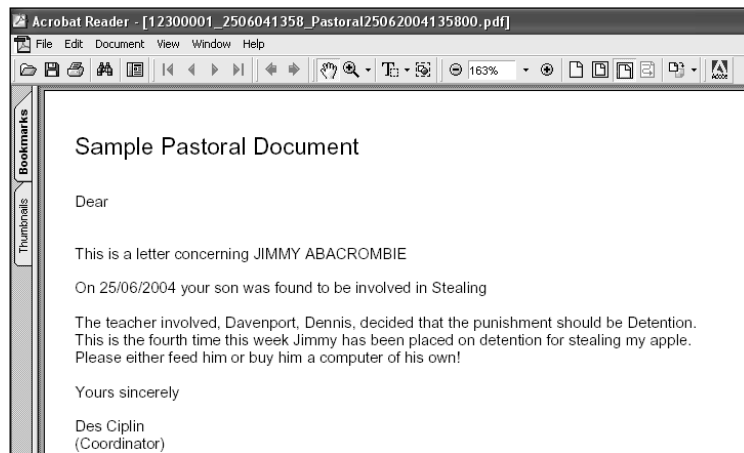 Acrobat Reader - [12300001_2506041358_Pastoral25062004135800.pdf]
File Edit Document View Window Help
163%
Adobe
Bookmarks
Thumbnails
Sample Pastoral Document
Dear
This is a letter concerning JIMMY ABACROMBIE
On 25/06/2004 your son was found to be involved in Stealing
The teacher involved, Davenport, Dennis, decided that the punishment should be Detention.
This is the fourth time this week Jimmy has been placed on detention for stealing my apple.
Please either feed him or buy him a computer of his own!
Yours sincerely
Des Ciplin
(Coordinator)